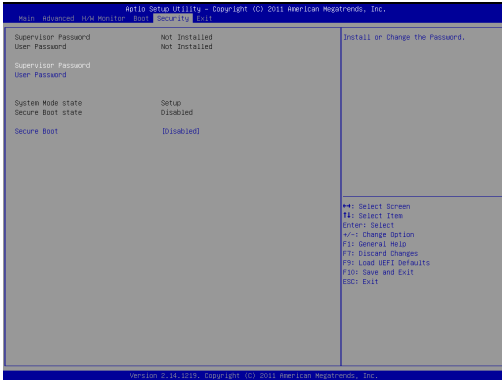 Aptio Setup Utility - Copyright (C) 2011 American Megatrends, Inc.
Main Advanced H/W Monitor Boot Security Exit
Supervisor Password Not Installed
User Password Not Installed
Supervisor Password
User Password
System Mode state Setup
Secure Boot state Disabled
Secure Boot [Disabled]
Install or Change the Password.
↔: Select Screen
↑↓: Select Item
Enter: Select
+/-: Change Option
F1: General Help
F7: Discard Changes
F9: Load UEFI Defaults
F10: Save and Exit
ESC: Exit
Version 2.14.1219. Copyright (C) 2011 American Megatrends, Inc.